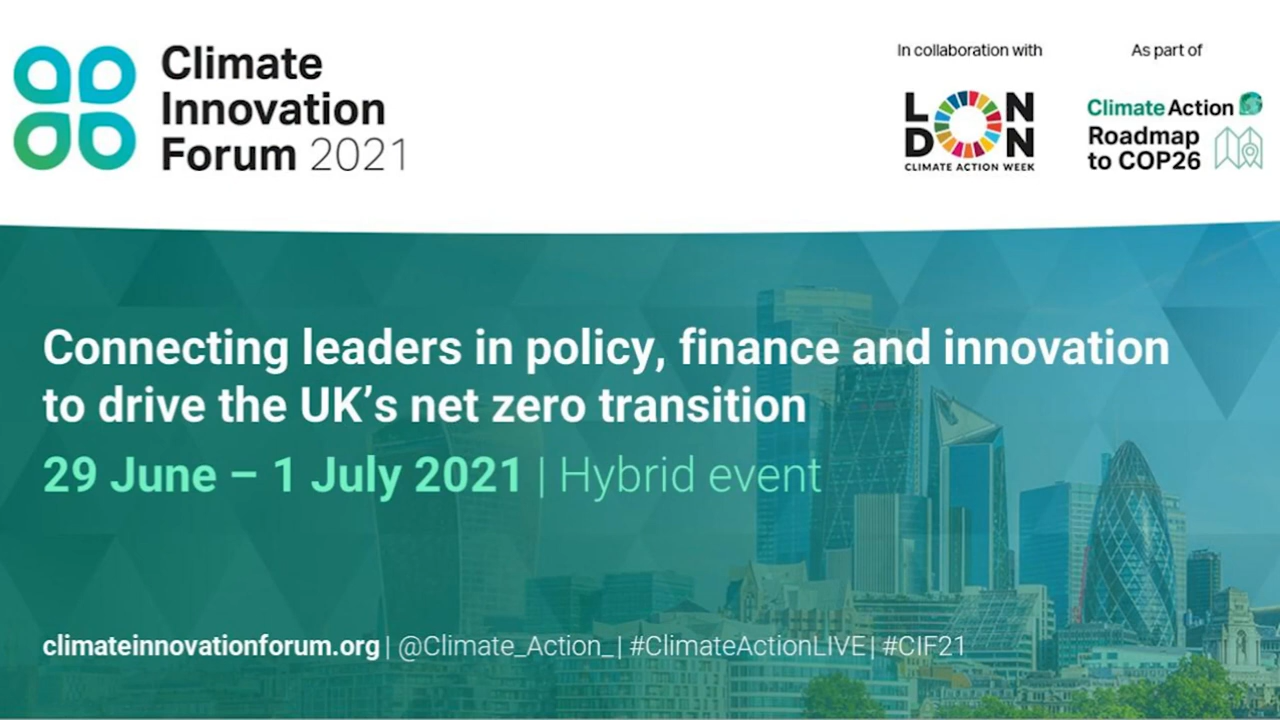 Climate
Innovation
Forum 2021
In collaboration with
LON
DON
CLIMATE ACTION WEEK
As part of
ClimateAction
Roadmap
to COP26
Connecting leaders in policy, finance and innovation
to drive the UK’s net zero transition
29 June – 1 July 2021 | Hybrid event
climateinnovationforum.org | @Climate_Action_ | #ClimateActionLIVE | #CIF21